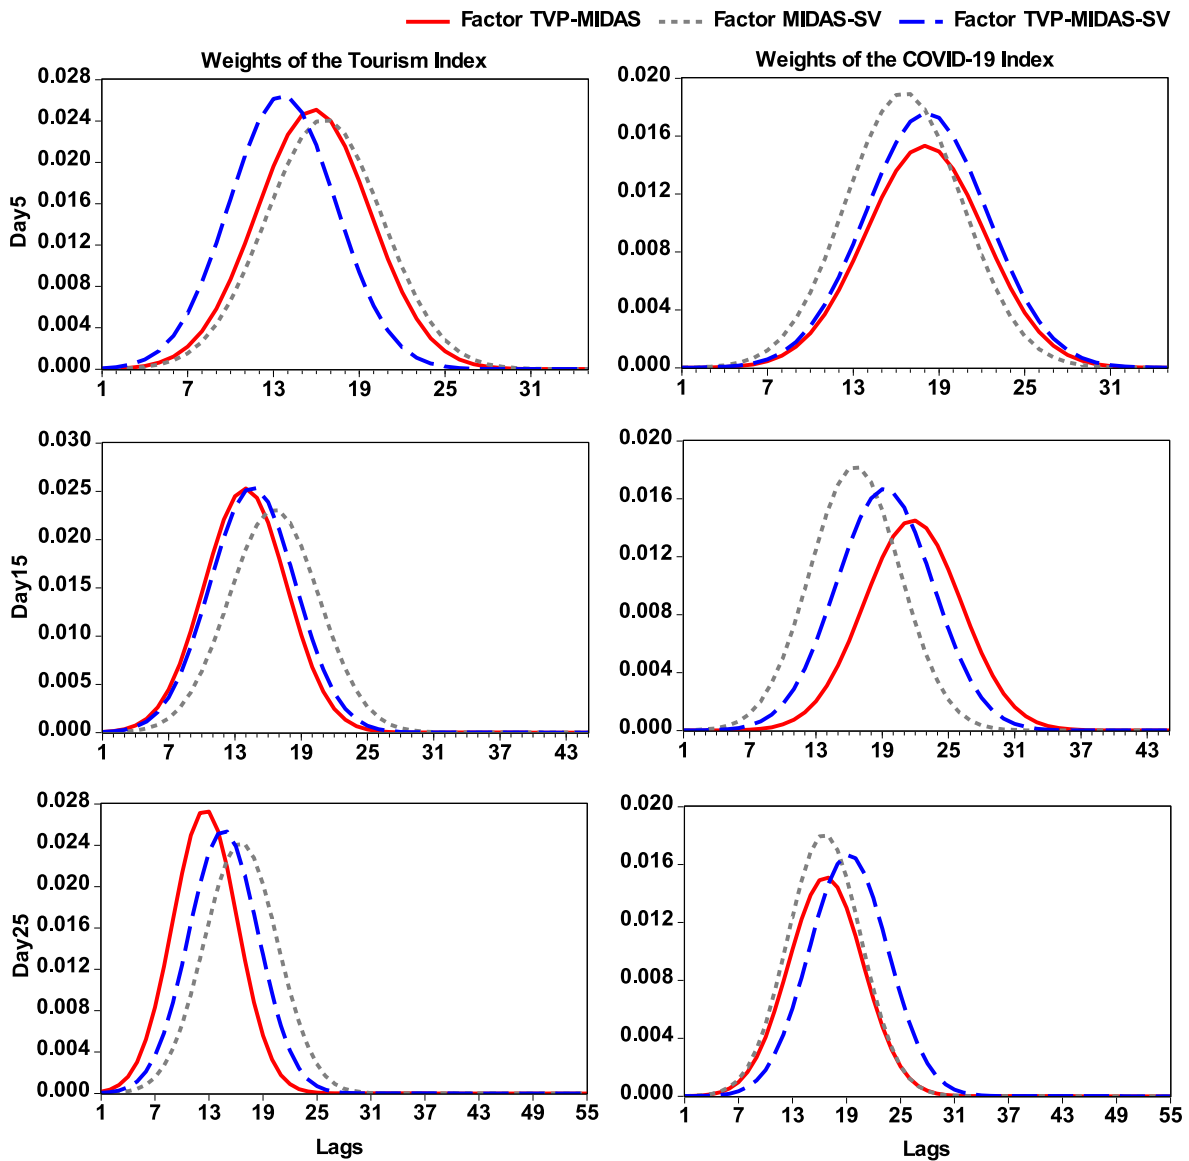 Factor TVP-MIDAS Factor MIDAS-SV Factor TVP-MIDAS-SV
Weights of the Tourism Index
0.028
0.024
0.020
0.016
0.012
0.008
0.004
0.000
Day5
1 7 13 19 25 31
Weights of the COVID-19 Index
0.020
0.016
0.012
0.008
0.004
0.000
1 7 13 19 25 31
0.030
0.025
0.020
0.015
0.010
0.005
0.000
Day15
1 7 13 19 25 31 37 43
0.020
0.016
0.012
0.008
0.004
0.000
1 7 13 19 25 31 37 43
0.028
0.024
0.020
0.016
0.012
0.008
0.004
0.000
Day25
1 7 13 19 25 31 37 43 49 55
Lags
0.020
0.016
0.012
0.008
0.004
0.000
1 7 13 19 25 31 37 43 49 55
Lags